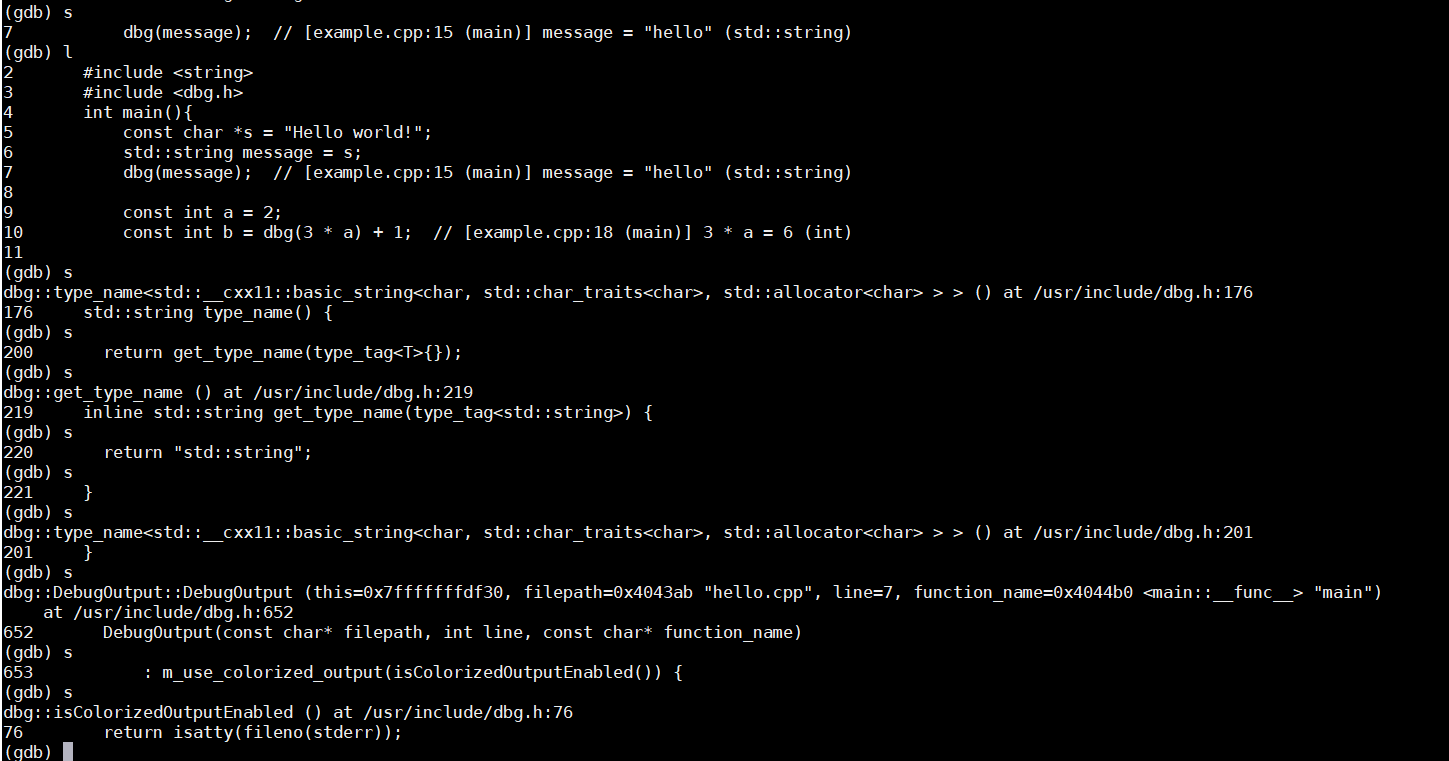 (gdb) s
7           dbg(message);  // [example.cpp:15 (main)] message = "hello" (std::string)
(gdb) l
2       #include <string>
3       #include <dbg.h>
4       int main(){
5           const char *s = "Hello world!";
6           std::string message = s;
7           dbg(message);  // [example.cpp:15 (main)] message = "hello" (std::string)
8
9           const int a = 2;
10          const int b = dbg(3 * a) + 1;  // [example.cpp:18 (main)] 3 * a = 6 (int)
11
(gdb) s
dbg::type_name<std::__cxx11::basic_string<char, std::char_traits<char>, std::allocator<char> > > () at /usr/include/dbg.h:176
176     std::string type_name() {
(gdb) s
200       return get_type_name(type_tag<T>{});
(gdb) s
dbg::get_type_name () at /usr/include/dbg.h:219
219     inline std::string get_type_name(type_tag<std::string>) {
(gdb) s
220       return "std::string";
(gdb) s
221     }
(gdb) s
dbg::type_name<std::__cxx11::basic_string<char, std::char_traits<char>, std::allocator<char> > > () at /usr/include/dbg.h:201
201     }
(gdb) s
dbg::DebugOutput::DebugOutput (this=0x7fffffffdf30, filepath=0x4043ab "hello.cpp", line=7, function_name=0x4044b0 <main::__func__> "main")
    at /usr/include/dbg.h:652
652       DebugOutput(const char* filepath, int line, const char* function_name)
(gdb) s
653           : m_use_colorized_output(isColorizedOutputEnabled()) {
(gdb) s
dbg::isColorizedOutputEnabled () at /usr/include/dbg.h:76
76        return isatty(fileno(stderr));
(gdb)